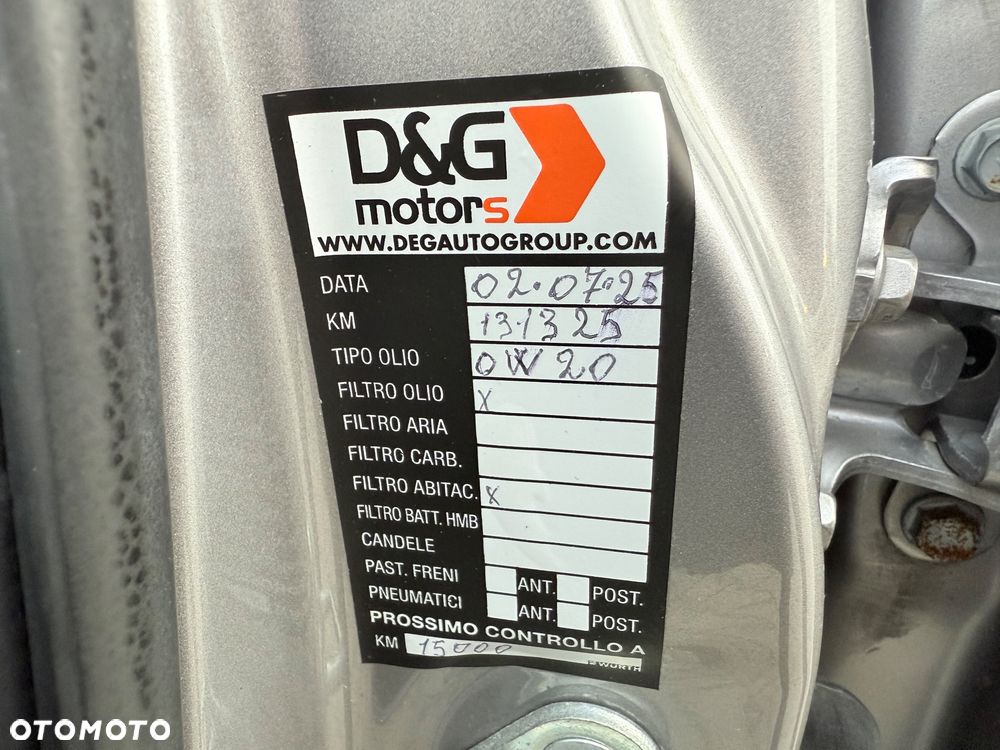 D&G
motors
WWW.DEGAUTOGROUP.COM
DATA 02.07.25
KM 131325
TIPO OLIO 0W20
FILTRO OLIO X
FILTRO ARIA
FILTRO CARB.
FILTRO ABITAC. X
FILTRO BATT. HMB
CANDELE
PAST. FRENI ANT. POST.
PNEUMATICI ANT. POST.
PROSSIMO CONTROLLO A
KM 15000
WÜRTH
OTOMOTO